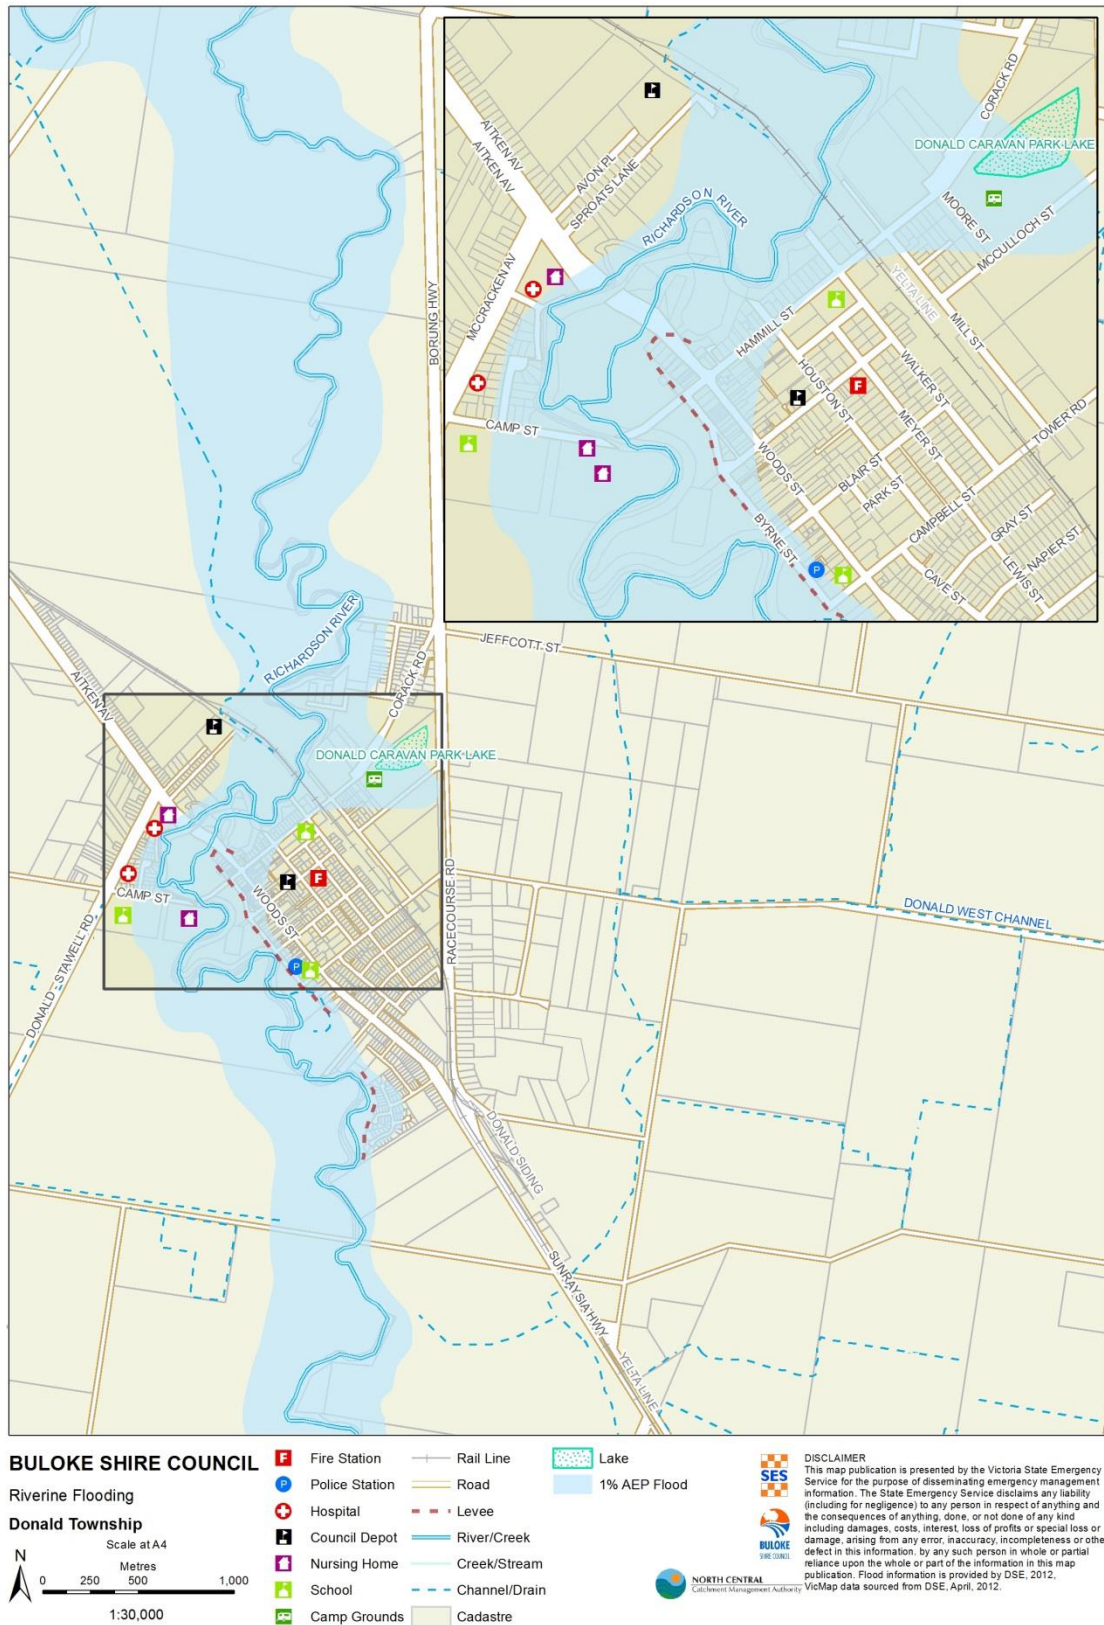 CORACK RD
DONALD CARAVAN PARK LAKE
AITKEN AV
AITKEN AV
AVON PL
SPROATS LANE
RICHARDSON RIVER
MOORE ST
MCCULLOCH ST
MCCRACKEN AV
YELTA LINE
HAMMILL ST
MILL ST
HOUSTON ST
WALKER ST
MEYER ST
TOWER RD
CAMP ST
WOODS ST
BLAIR ST
PARK ST
CAMPBELL ST
GRAY ST
NAPIER ST
BYRNE ST
LEWIS ST
CAVE ST
F
P
BORUNG HWY
JEFFCOTT ST
RICHARDSON RIVER
CORACK RD
AITKEN AV
DONALD CARAVAN PARK LAKE
F
WOODS ST
CAMP ST
RACECOURSE RD
DONALD WEST CHANNEL
P
DONALD - STAWELL RD
DONALD SIDING
SUNRAYSIA HWY
YELTA LINE
BULOKE SHIRE COUNCIL
Riverine Flooding
Donald Township
Scale at A4
N
Metres
0 250 500 1,000
1:30,000
F Fire Station
P Police Station
Hospital
Council Depot
Nursing Home
School
Camp Grounds
Rail Line
Road
Levee
River/Creek
Creek/Stream
Channel/Drain
Cadastre
Lake
1% AEP Flood
SES
BULOKE
SHIRE COUNCIL
NORTH CENTRAL
Catchment Management Authority
DISCLAIMER
This map publication is presented by the Victoria State Emergency
Service for the purpose of disseminating emergency management
information. The State Emergency Service disclaims any liability
(including for negligence) to any person in respect of anything and
the consequences of anything, done, or not done of any kind
including damages, costs, interest, loss of profits or special loss or
damage, arising from any error, inaccuracy, incompleteness or othe
defect in this information. by any such person in whole or partial
reliance upon the whole or part of the information in this map
publication. Flood information is provided by DSE, 2012,
VicMap data sourced from DSE, April, 2012.